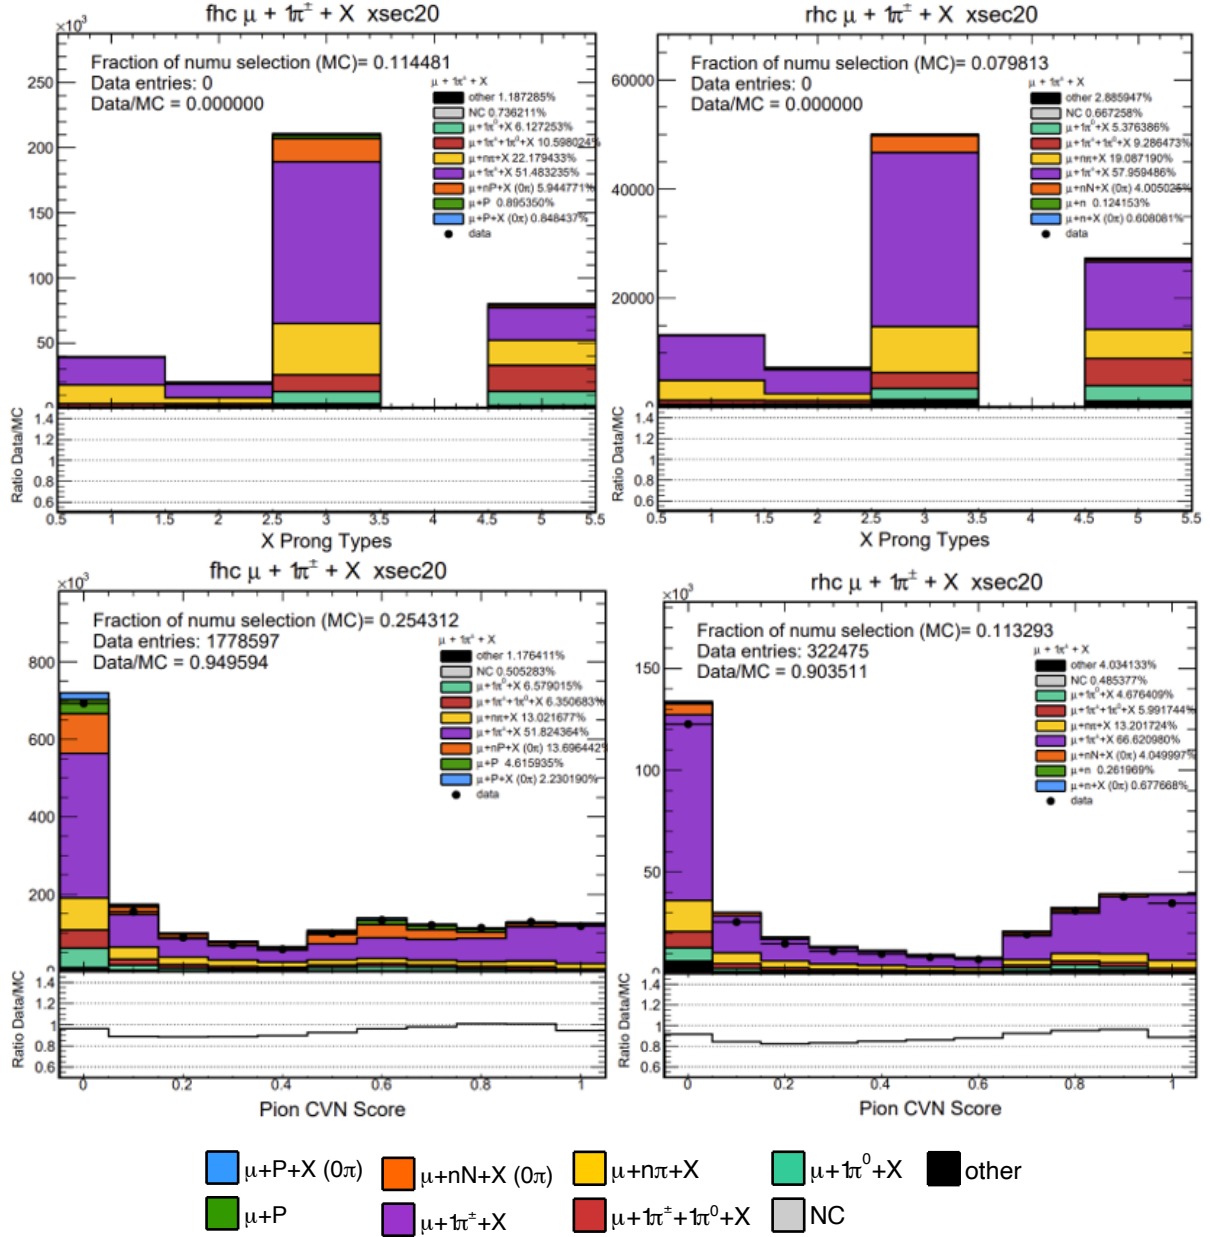 fhc μ + 1π± + X xsec20
×10³
Fraction of numu selection (MC)= 0.114481
Data entries: 0
Data/MC = 0.000000
μ + 1π± + X
other 1.187285%
NC 0.736211%
μ+1π⁰+X 6.127253%
μ+1π±+1π⁰+X 10.598024%
μ+nπ+X 22.179433%
μ+1π±+X 51.483235%
μ+nP+X (0π) 5.944771%
μ+P 0.895350%
μ+P+X (0π) 0.848437%
data
250
200
150
100
50
0
Ratio Data/MC
1.4
1.2
1
0.8
0.6
0.5 1 1.5 2 2.5 3 3.5 4 4.5 5 5.5
X Prong Types
rhc μ + 1π± + X xsec20
Fraction of numu selection (MC)= 0.079813
Data entries: 0
Data/MC = 0.000000
μ + 1π± + X
other 2.885947%
NC 0.667258%
μ+1π⁰+X 5.376386%
μ+1π±+1π⁰+X 9.286473%
μ+nπ+X 19.087190%
μ+1π±+X 57.959486%
μ+nN+X (0π) 4.005025%
μ+n 0.124153%
μ+n+X (0π) 0.608081%
data
60000
40000
20000
0
Ratio Data/MC
1.4
1.2
1
0.8
0.6
0.5 1 1.5 2 2.5 3 3.5 4 4.5 5 5.5
X Prong Types
fhc μ + 1π± + X xsec20
×10³
Fraction of numu selection (MC)= 0.254312
Data entries: 1778597
Data/MC = 0.949594
μ + 1π± + X
other 1.176411%
NC 0.505283%
μ+1π⁰+X 6.579015%
μ+1π±+1π⁰+X 6.350683%
μ+nπ+X 13.021677%
μ+1π±+X 51.824364%
μ+nP+X (0π) 13.696442%
μ+P 4.615935%
μ+P+X (0π) 2.230190%
data
800
600
400
200
0
Ratio Data/MC
1.4
1.2
1
0.8
0.6
0 0.2 0.4 0.6 0.8 1
Pion CVN Score
rhc μ + 1π± + X xsec20
×10³
Fraction of numu selection (MC)= 0.113293
Data entries: 322475
Data/MC = 0.903511
μ + 1π± + X
other 4.034133%
NC 0.485377%
μ+1π⁰+X 4.676409%
μ+1π±+1π⁰+X 5.991744%
μ+nπ+X 13.201724%
μ+1π±+X 66.620980%
μ+nN+X (0π) 4.049997%
μ+n 0.261969%
μ+n+X (0π) 0.677668%
data
150
100
50
0
Ratio Data/MC
1.4
1.2
1
0.8
0.6
0 0.2 0.4 0.6 0.8 1
Pion CVN Score
μ+P+X (0π) μ+nN+X (0π) μ+nπ+X μ+1π⁰+X other
μ+P μ+1π±+X μ+1π±+1π⁰+X NC